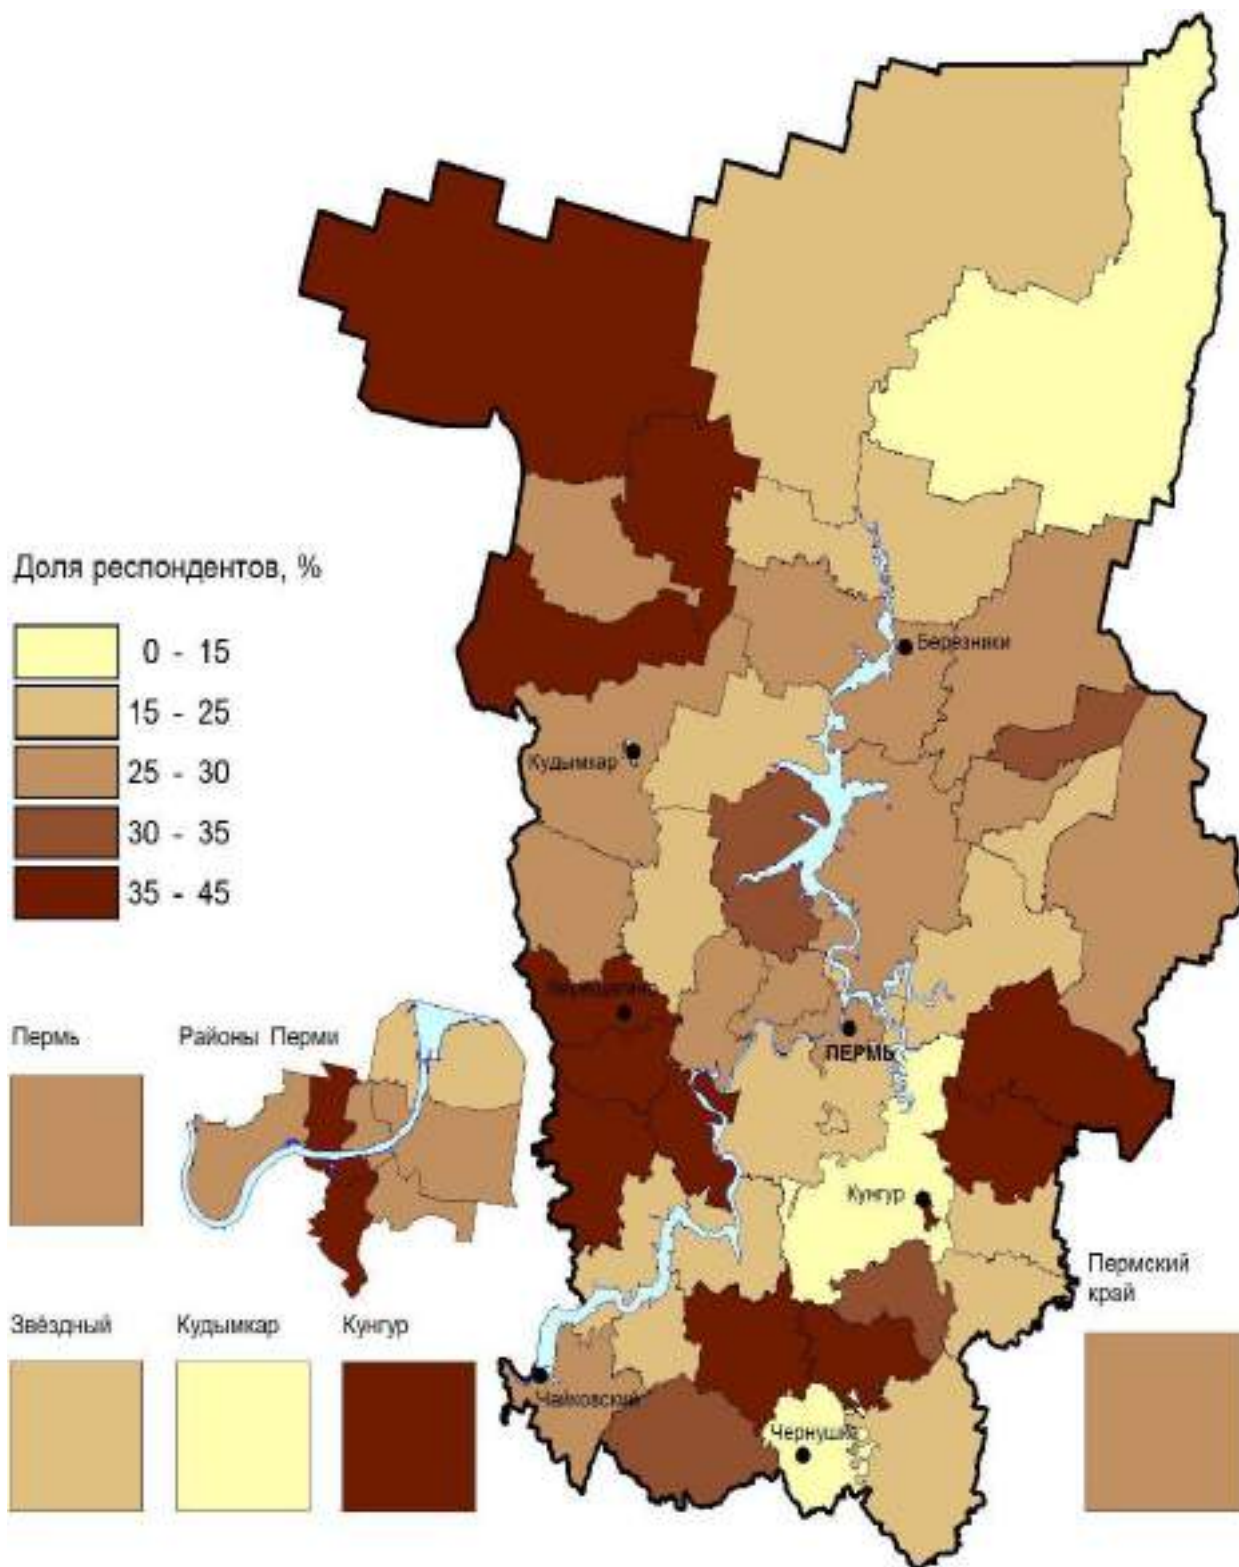 Березники
Доля респондентов, %
0 - 15
15 - 25
25 - 30
30 - 35
35 - 45
Кудымкар
Пермь
Районы Перми
ПЕРМЬ
Кунгур
Пермский
край
Звёздный
Кудымкар
Кунгур
Чайковский
Чернушка